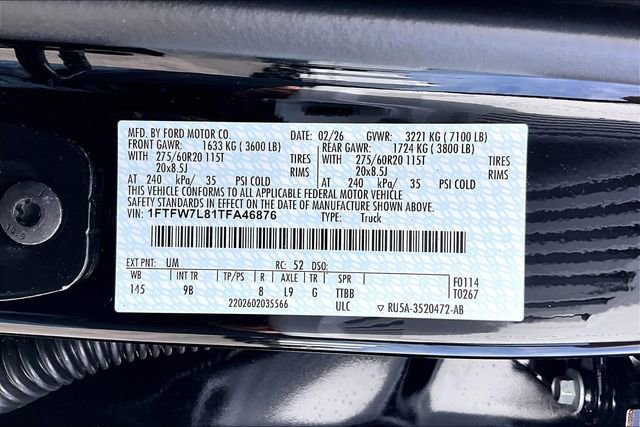 MFD. BY FORD MOTOR CO. DATE: 02/26 GVWR: 3221 KG ( 7100 LB)
FRONT GAWR: 1633 KG ( 3600 LB) REAR GAWR: 1724 KG ( 3800 LB)
WITH 275/60R20 115T TIRES WITH 275/60R20 115T TIRES
20x8.5J RIMS 20x8.5J RIMS
AT 240 kPa/ 35 PSI COLD AT 240 kPa/ 35 PSI COLD
THIS VEHICLE CONFORMS TO ALL APPLICABLE FEDERAL MOTOR VEHICLE
SAFETY STANDARDS IN EFFECT ON THE DATE OF MANUFACTURE SHOWN ABOVE.
VIN: 1FTFW7L81TFA46876 TYPE: Truck
EXT PNT: UM RC: 52 DSO:
WB INT TR TP/PS R AXLE TR SPR F0114
145 9B 8 L9 G TTBB T0267
2202602035566 ULC ▽ RU5A-3520472-AB